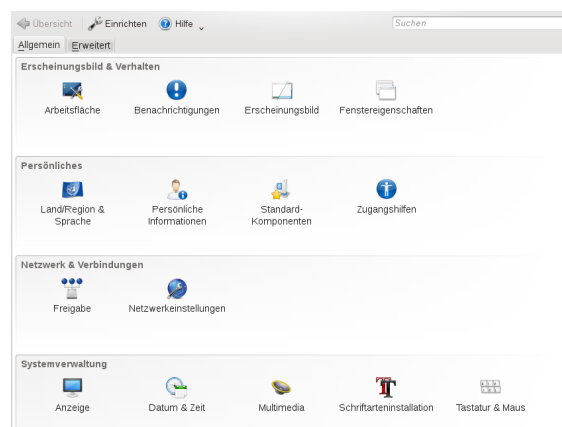 Übersicht Einrichten Hilfe Suchen
Allgemein Erweitert
Erscheinungsbild & Verhalten
Arbeitsfläche Benachrichtigungen Erscheinungsbild Fenstereigenschaften
Persönliches
Land/Region & Sprache Persönliche Informationen Standard-Komponenten Zugangshilfen
Netzwerk & Verbindungen
Freigabe Netzwerkeinstellungen
Systemverwaltung
Anzeige Datum & Zeit Multimedia Schriftarteninstallation Tastatur & Maus